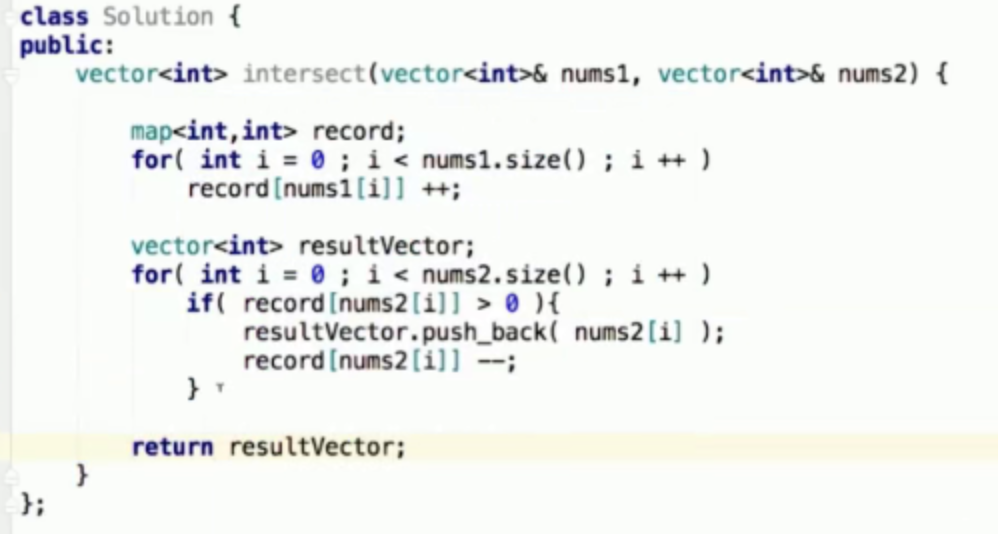 class Solution {
public:
    vector<int> intersect(vector<int>& nums1, vector<int>& nums2) {
        map<int,int> record;
        for( int i = 0 ; i < nums1.size() ; i ++ )
            record[nums1[i]] ++;
        vector<int> resultVector;
        for( int i = 0 ; i < nums2.size() ; i ++ )
            if( record[nums2[i]] > 0 ){
                resultVector.push_back( nums2[i] );
                record[nums2[i]] --;
            }
        return resultVector;
    }
};